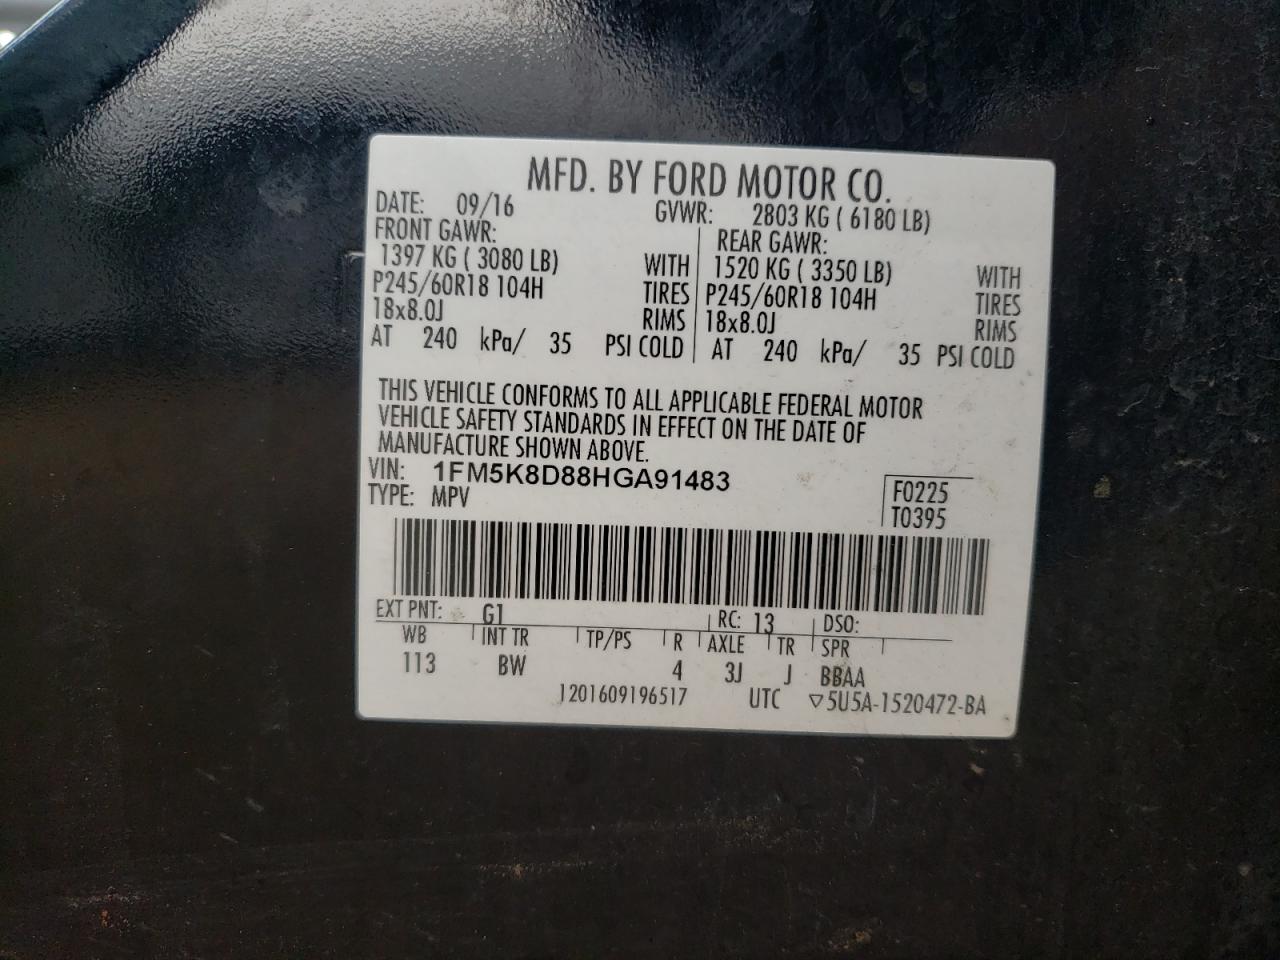 MFD. BY FORD MOTOR CO.
DATE: 09/16 GVWR: 2803 KG ( 6180 LB)
FRONT GAWR: REAR GAWR:
1397 KG ( 3080 LB) WITH 1520 KG ( 3350 LB) WITH
P245/60R18 104H TIRES P245/60R18 104H TIRES
18x8.0J RIMS 18x8.0J RIMS
AT 240 kPa/ 35 PSI COLD AT 240 kPa/ 35 PSI COLD
THIS VEHICLE CONFORMS TO ALL APPLICABLE FEDERAL MOTOR
VEHICLE SAFETY STANDARDS IN EFFECT ON THE DATE OF
MANUFACTURE SHOWN ABOVE.
VIN: 1FM5K8D88HGA91483
TYPE: MPV
F0225
T0395
EXT PNT: G1 RC: 13 DSO:
WB INT TR TP/PS R AXLE TR SPR
113 BW 4 3J J BBAA
1201609196517 UTC ▽5U5A-1520472-BA